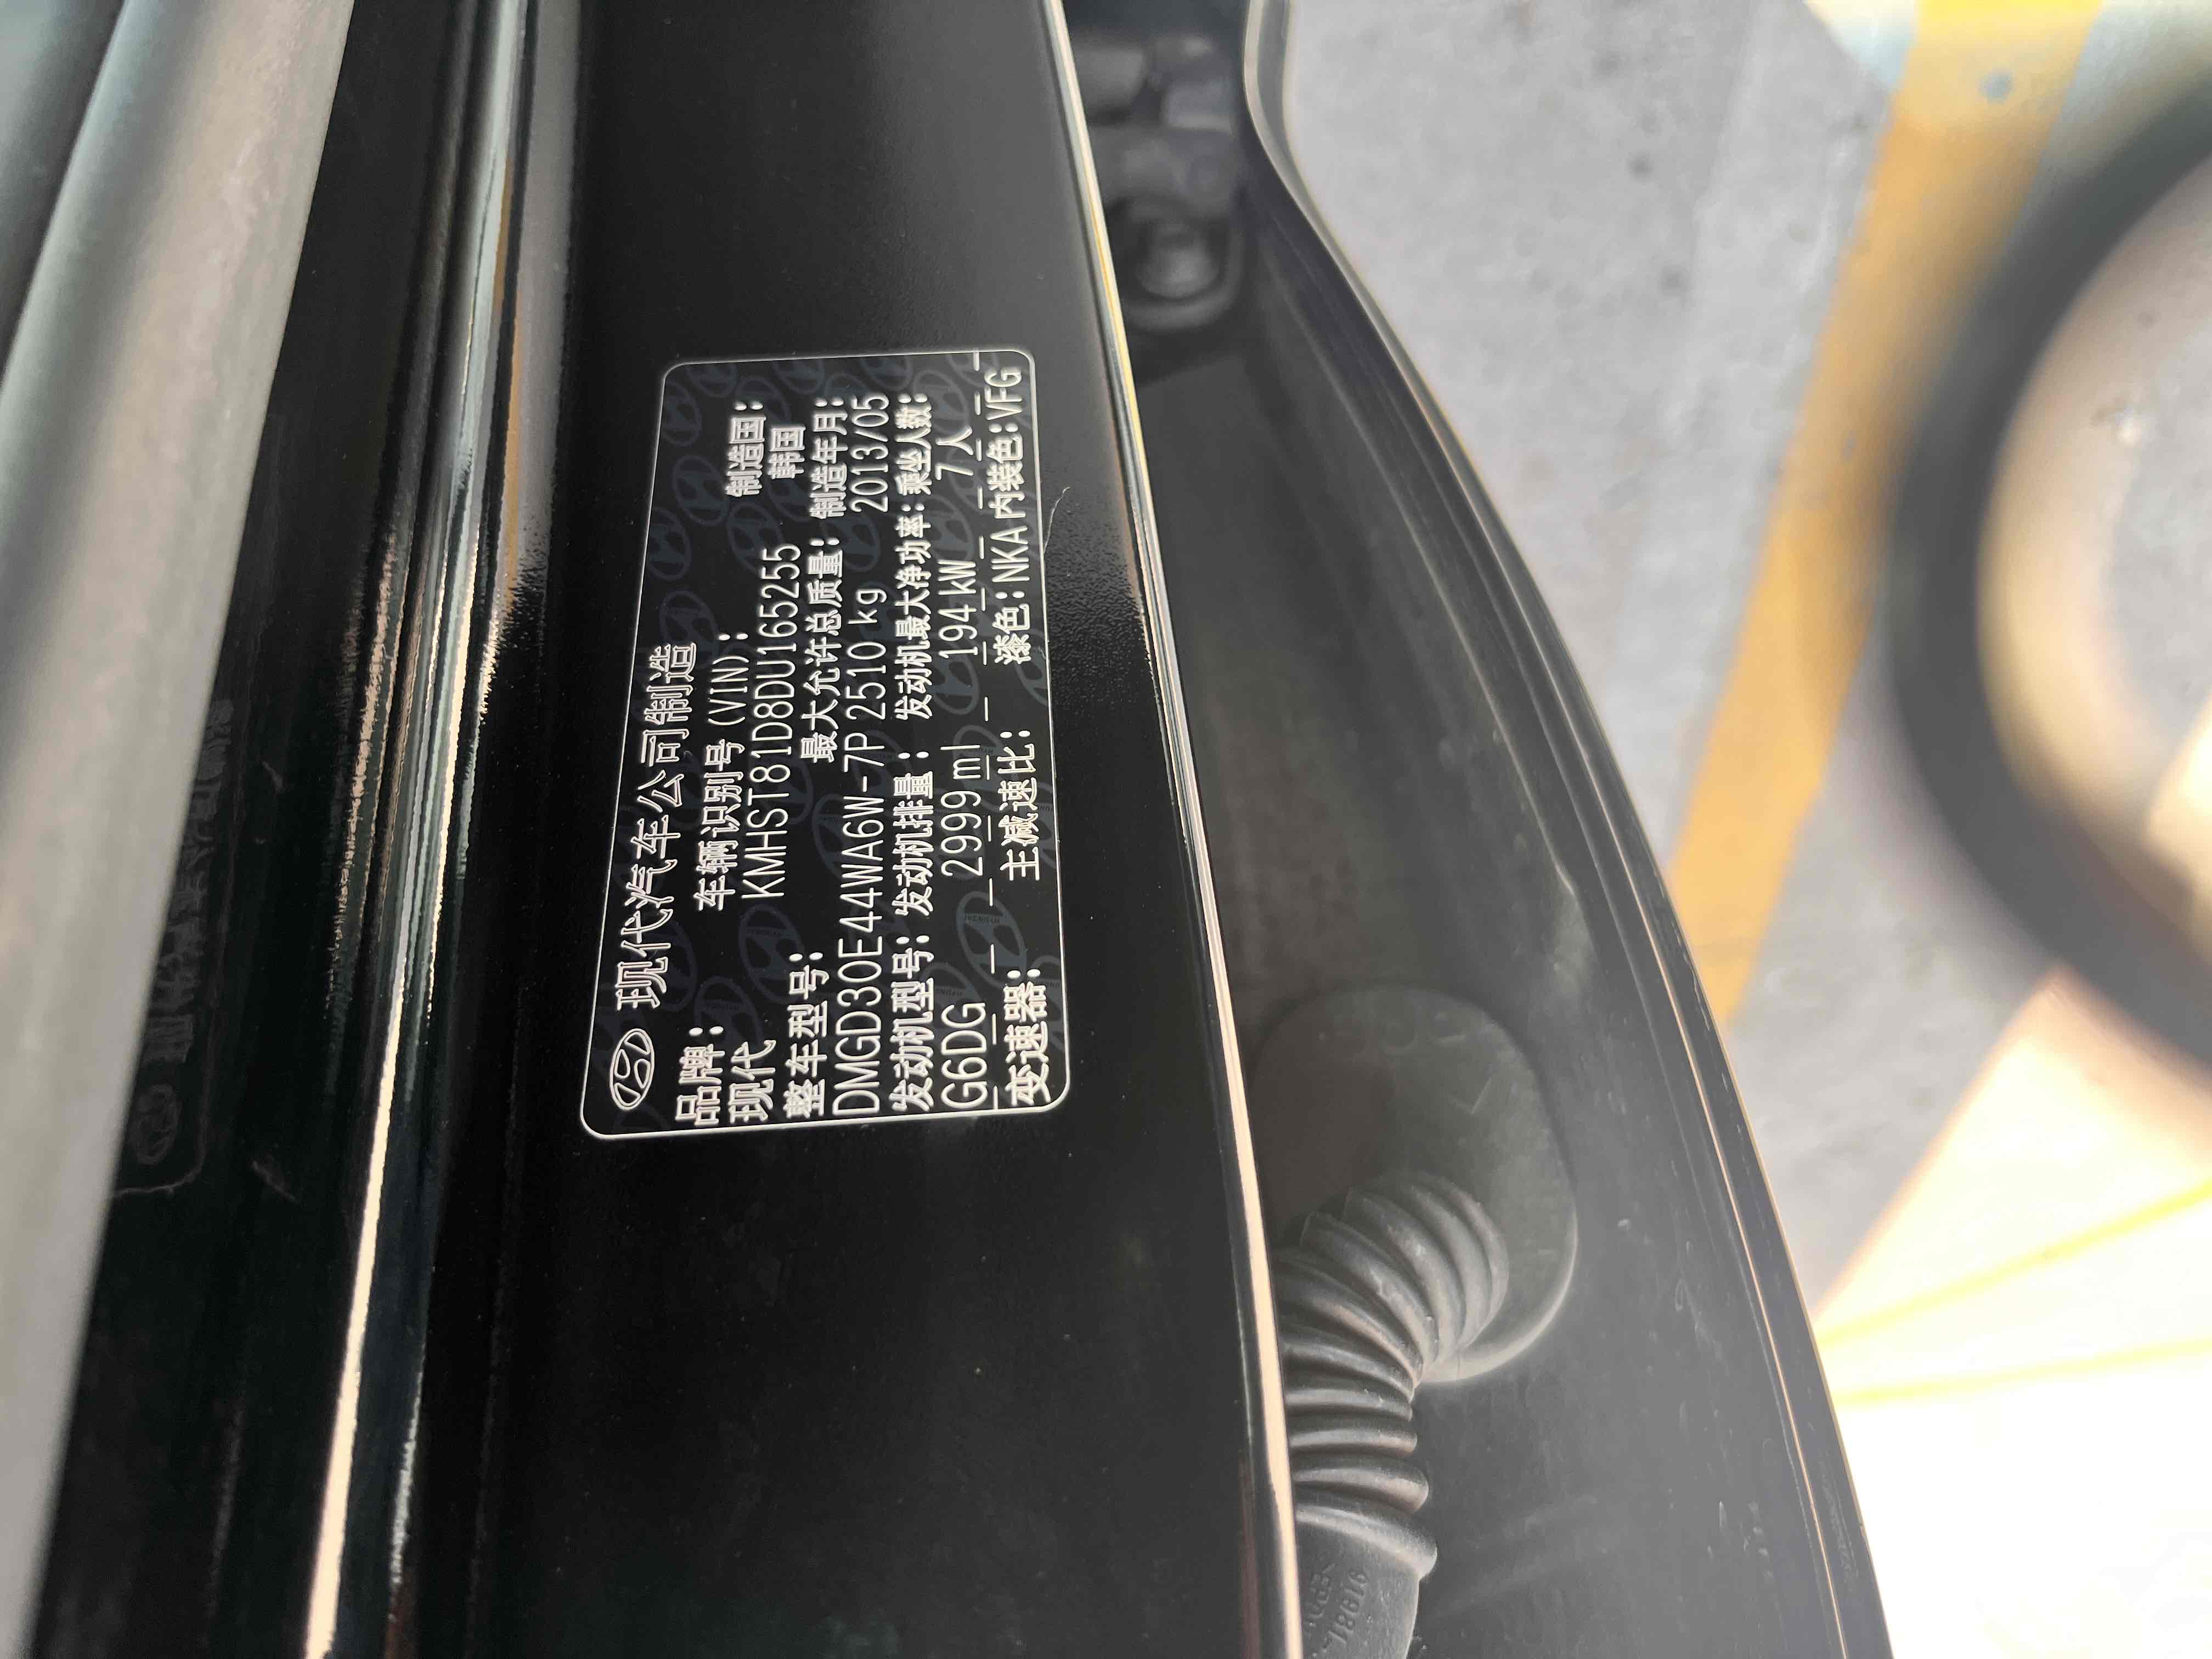 现代汽车公司制造
品牌： 车辆识别号 (VIN)： 制造国：
现代 KMHST81D8DU165255 韩国
整车型号： 最大允许总质量： 制造年月：
DMGD30E44WA6W-7P 2510 kg 2013/05
发动机型号： 发动机排量： 发动机最大净功率： 乘坐人数：
G6DG 2999 ml 194kW 7人
变速器： 主减速比： 漆色：NKA 内装色：VFG